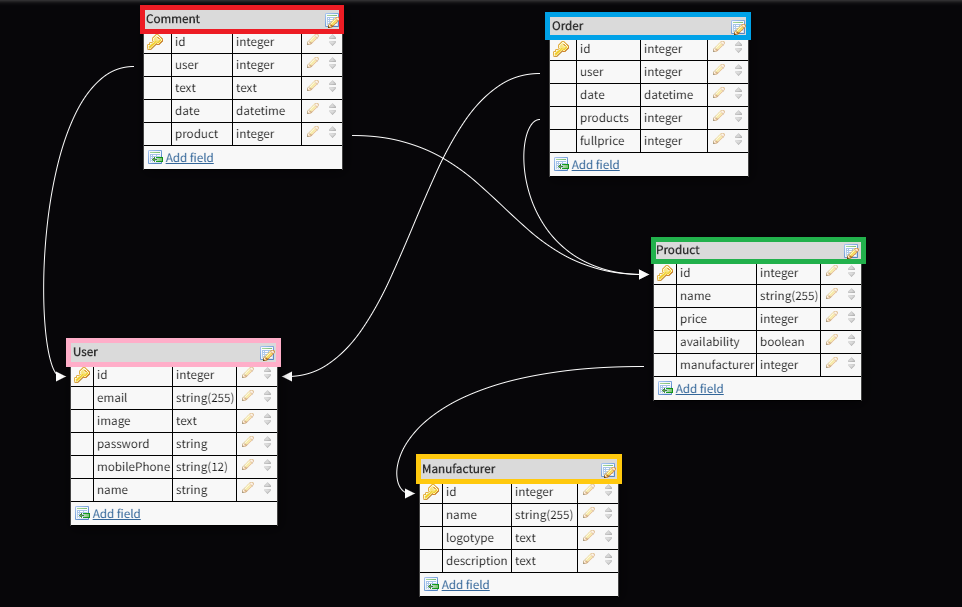 Comment
id integer
user integer
text text
date datetime
product integer
Add field
Order
id integer
user integer
date datetime
products integer
fullprice integer
Add field
Product
id integer
name string(255)
price integer
availability boolean
manufacturer integer
Add field
User
id integer
email string(255)
image text
password string
mobilePhone string(12)
name string
Add field
Manufacturer
id integer
name string(255)
logotype text
description text
Add field